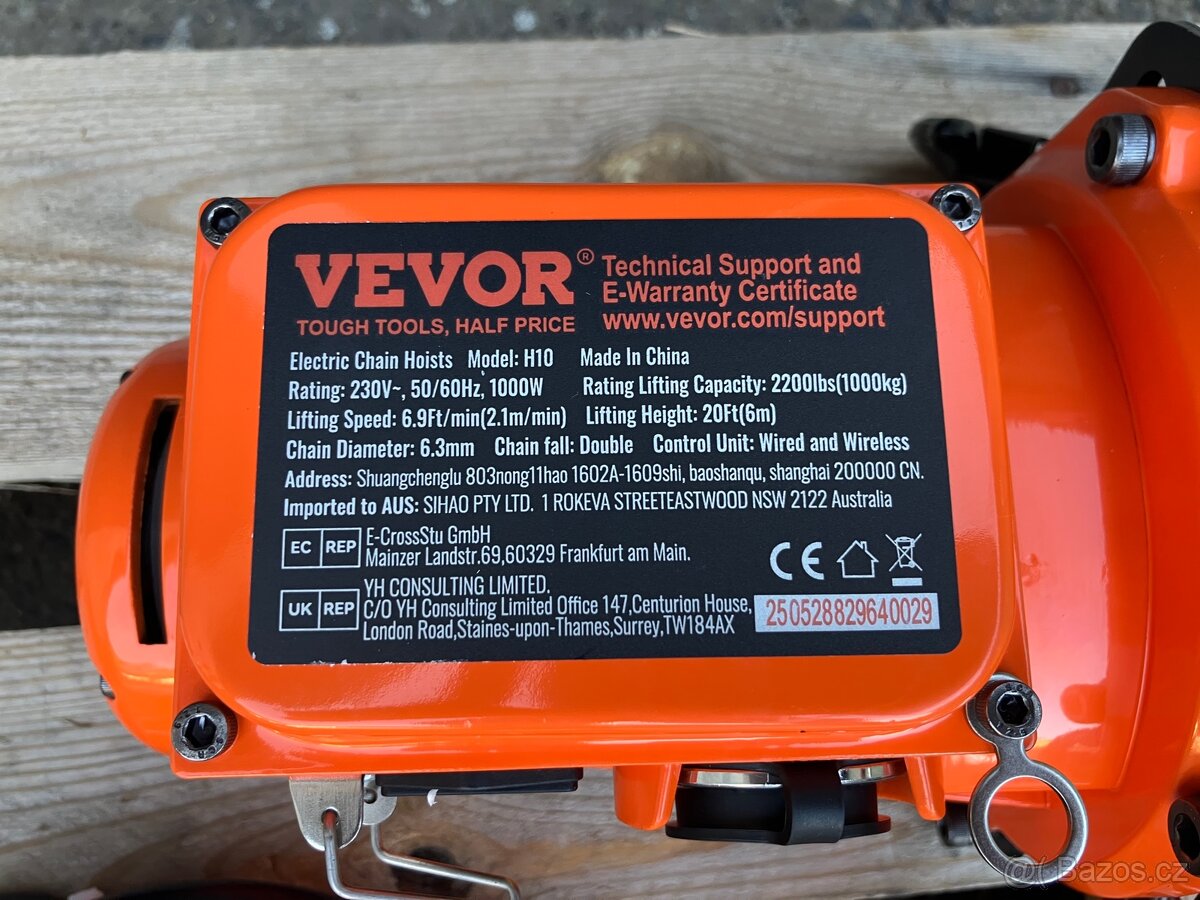 VEVOR®
TOUGH TOOLS, HALF PRICE
Technical Support and
E-Warranty Certificate
www.vevor.com/support
Electric Chain Hoists Model: H10 Made In China
Rating: 230V~, 50/60Hz, 1000W Rating Lifting Capacity: 2200lbs(1000kg)
Lifting Speed: 6.9Ft/min(2.1m/min) Lifting Height: 20Ft(6m)
Chain Diameter: 6.3mm Chain fall: Double Control Unit: Wired and Wireless
Address: Shuangchenglu 803nong11hao 1602A-1609shi, baoshanqu, shanghai 200000 CN.
Imported to AUS: SIHAO PTY LTD. 1 ROKEVA STREETEASTWOOD NSW 2122 Australia
EC REP
E-CrossStu GmbH
Mainzer Landstr.69,60329 Frankfurt am Main.
UK REP
YH CONSULTING LIMITED.
C/O YH Consulting Limited Office 147,Centurion House,
London Road,Staines-upon-Thames,Surrey,TW184AX
CE
250528829640029
Bazos.cz